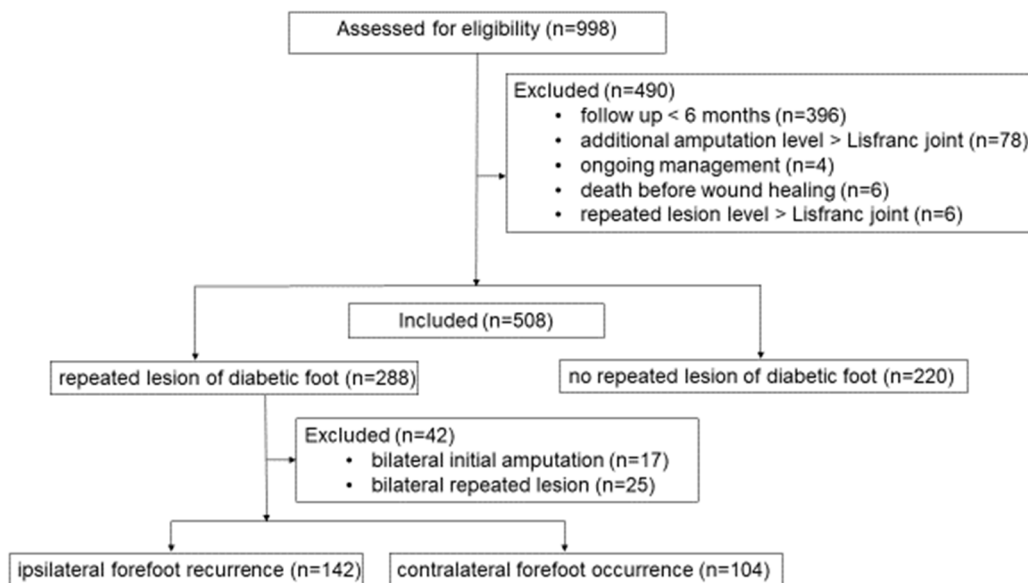 Assessed for eligibility (n=998)
Excluded (n=490)
• follow up < 6 months (n=396)
• additional amputation level > Lisfranc joint (n=78)
• ongoing management (n=4)
• death before wound healing (n=6)
• repeated lesion level > Lisfranc joint (n=6)
Included (n=508)
repeated lesion of diabetic foot (n=288)
no repeated lesion of diabetic foot (n=220)
Excluded (n=42)
• bilateral initial amputation (n=17)
• bilateral repeated lesion (n=25)
ipsilateral forefoot recurrence (n=142)
contralateral forefoot occurrence (n=104)